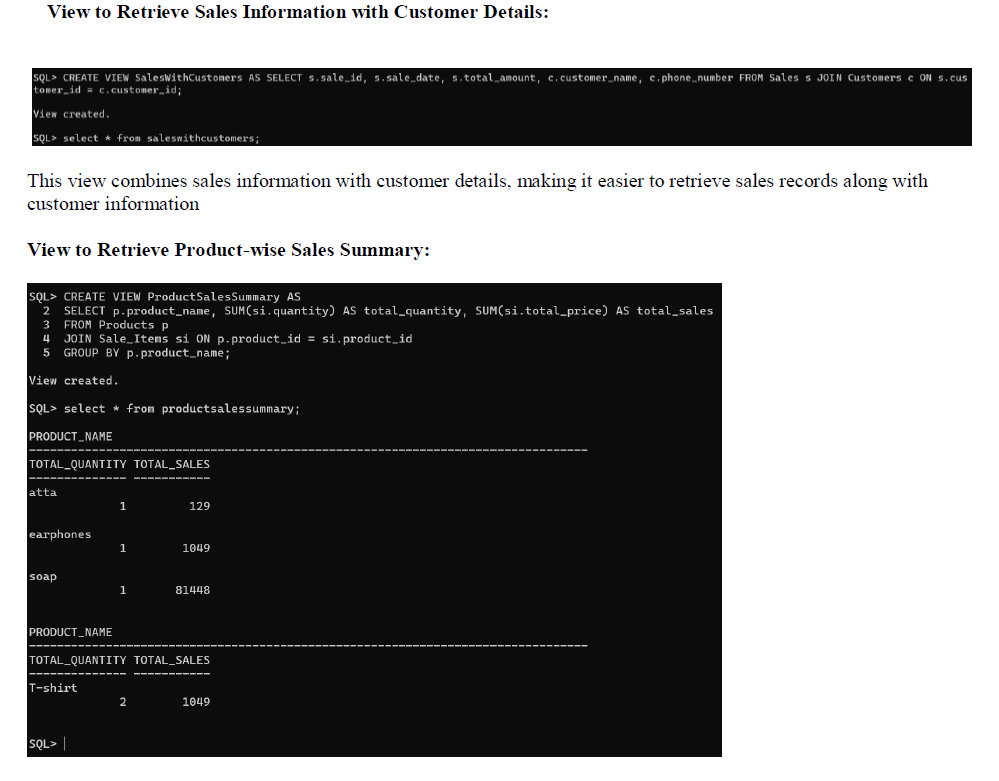 View to Retrieve Sales Information with Customer Details:
SQL> CREATE VIEW SalesWithCustomers AS SELECT s.sale_id, s.sale_date, s.total_amount, c.customer_name, c.phone_number FROM Sales s JOIN Customers c ON s.cus
tomer_id = c.customer_id;
View created.
SQL> select * from saleswithcustomers;
This view combines sales information with customer details, making it easier to retrieve sales records along with
customer information
View to Retrieve Product-wise Sales Summary:
SQL> CREATE VIEW ProductSalesSummary AS
2 SELECT p.product_name, SUM(si.quantity) AS total_quantity, SUM(si.total_price) AS total_sales
3 FROM Products p
4 JOIN Sale_Items si ON p.product_id = si.product_id
5 GROUP BY p.product_name;
View created.
SQL> select * from productsalessummary;
PRODUCT_NAME
--------------------------------------------------------------------------------
TOTAL_QUANTITY TOTAL_SALES
-------------- -----------
atta
1 129
earphones
1 1049
soap
1 81448
PRODUCT_NAME
--------------------------------------------------------------------------------
TOTAL_QUANTITY TOTAL_SALES
-------------- -----------
T-shirt
2 1049
SQL>